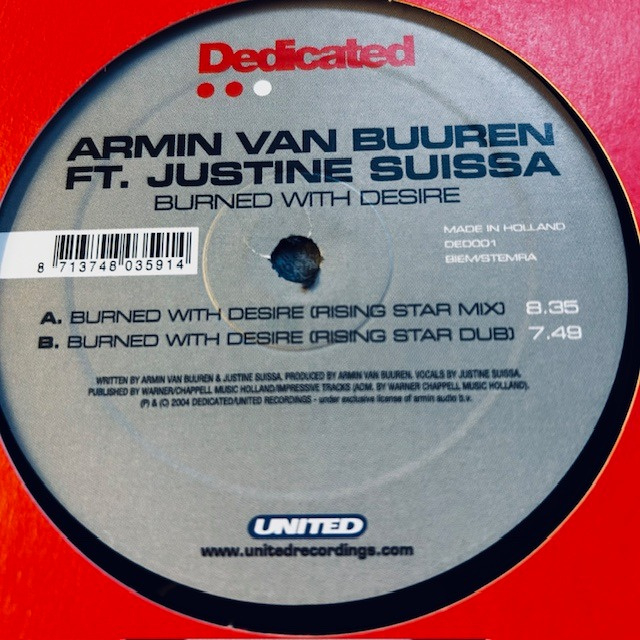 Dedicated
ARMIN VAN BUUREN
FT. JUSTINE SUISSA
BURNED WITH DESIRE
MADE IN HOLLAND
DED001
BIEM/STEMRA
8 713748 035914
A. BURNED WITH DESIRE (RISING STAR MIX) 8.35
B. BURNED WITH DESIRE (RISING STAR DUB) 7.49
WRITTEN BY ARMIN VAN BUUREN & JUSTINE SUISSA. PRODUCED BY ARMIN VAN BUUREN. VOCALS BY JUSTINE SUISSA.
PUBLISHED BY WARNER/CHAPPELL MUSIC HOLLAND/IMPRESSIVE TRACKS (ADM. BY WARNER CHAPPELL MUSIC HOLLAND).
(P) & (C) 2004 DEDICATED/UNITED RECORDINGS - under exclusive license of armin audio b.v.
UNITED
www.unitedrecordings.com